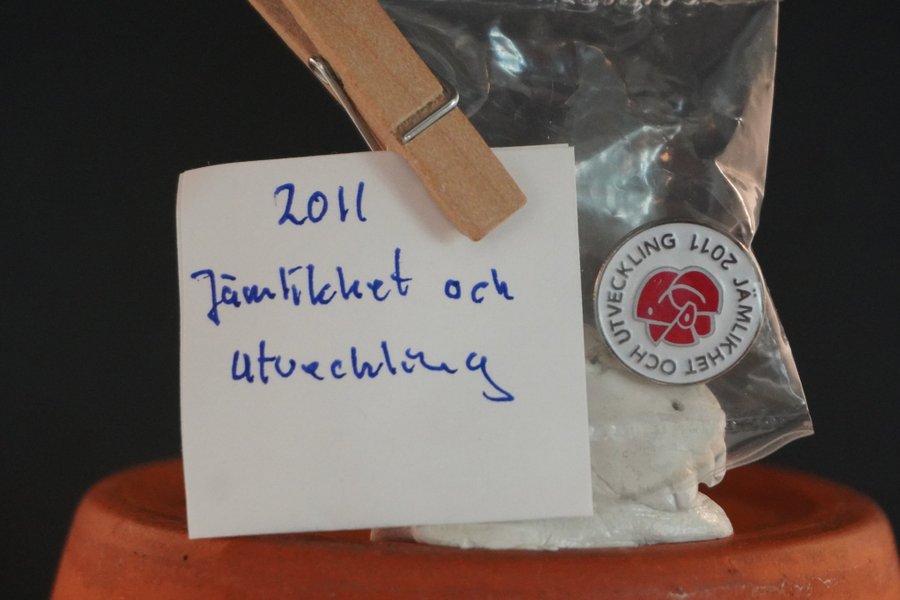 2011
Jämlikhet och
utveckling
JÄMLIKHET OCH UTVECKLING 2011